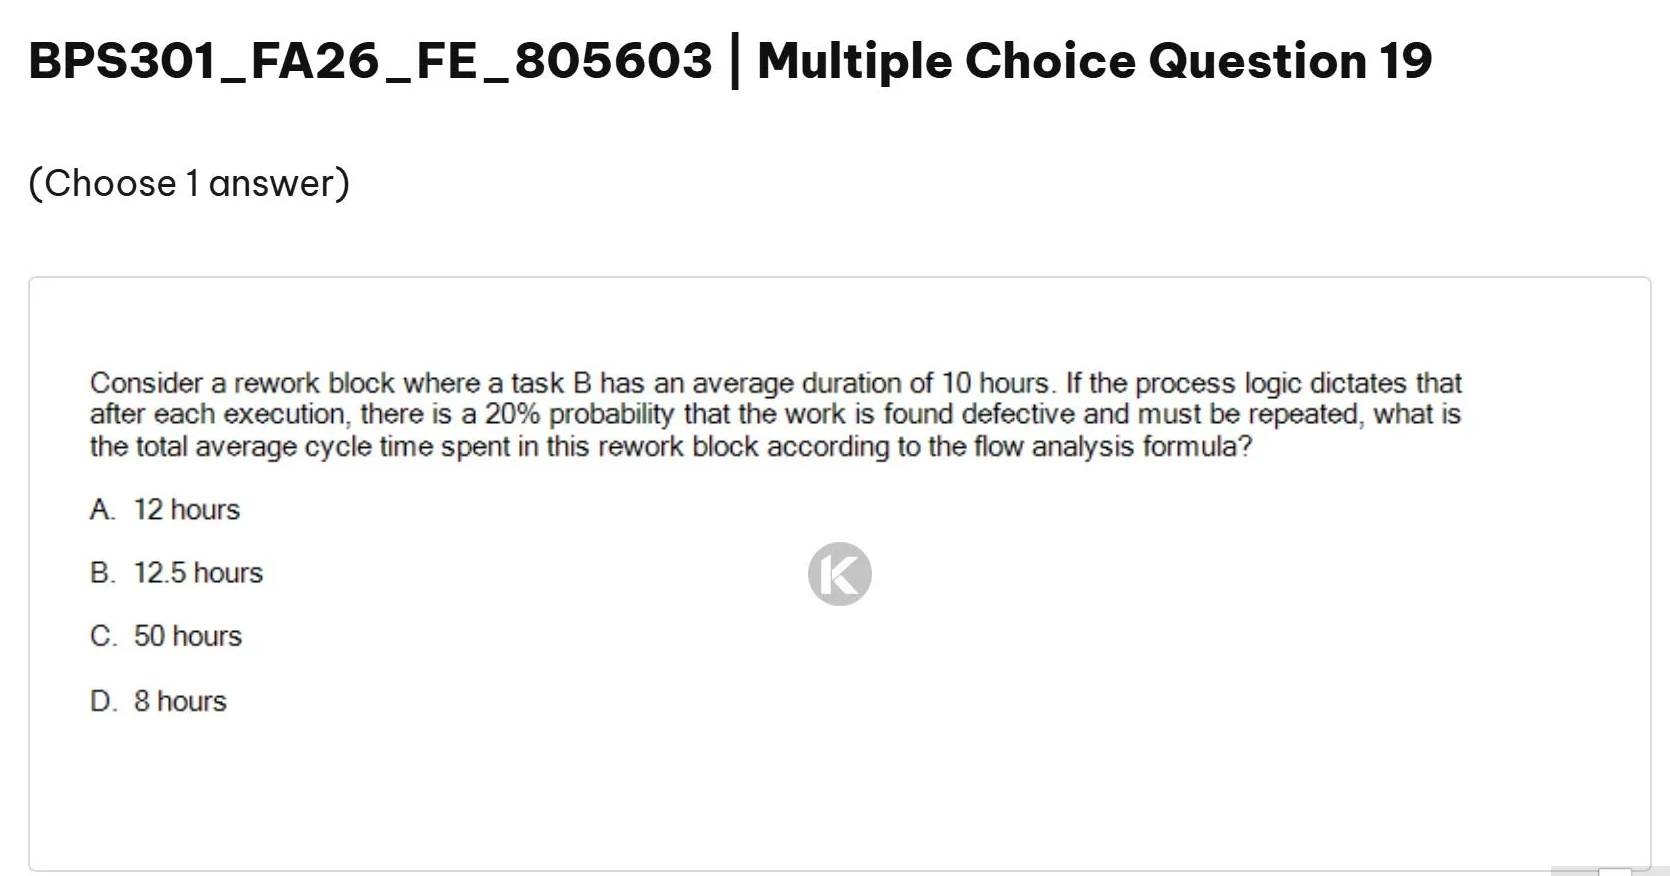 BPS301_FA26_FE_805603 | Multiple Choice Question 19
(Choose 1 answer)
Consider a rework block where a task B has an average duration of 10 hours. If the process logic dictates that
after each execution, there is a 20% probability that the work is found defective and must be repeated, what is
the total average cycle time spent in this rework block according to the flow analysis formula?
A. 12 hours
B. 12.5 hours
K
C. 50 hours
D. 8 hours